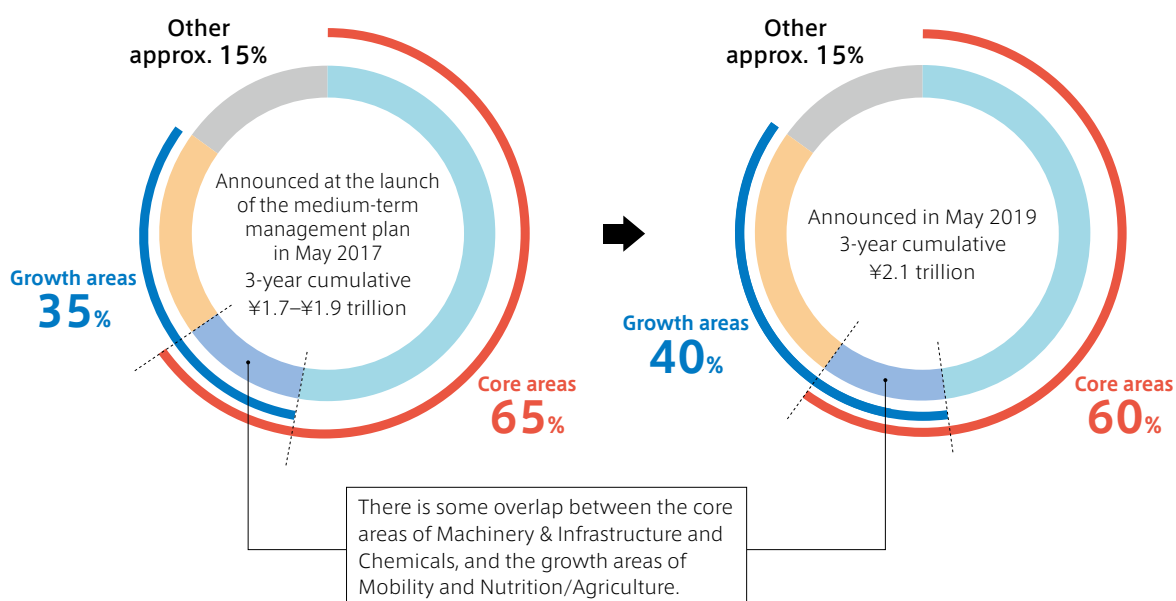 Other
approx. 15%
Announced at the launch
of the medium-term
management plan
in May 2017
3-year cumulative
¥1.7–¥1.9 trillion
Growth areas
35%
Core areas
65%
Other
approx. 15%
Announced in May 2019
3-year cumulative
¥2.1 trillion
Growth areas
40%
Core areas
60%
There is some overlap between the core
areas of Machinery & Infrastructure and
Chemicals, and the growth areas of
Mobility and Nutrition/Agriculture.